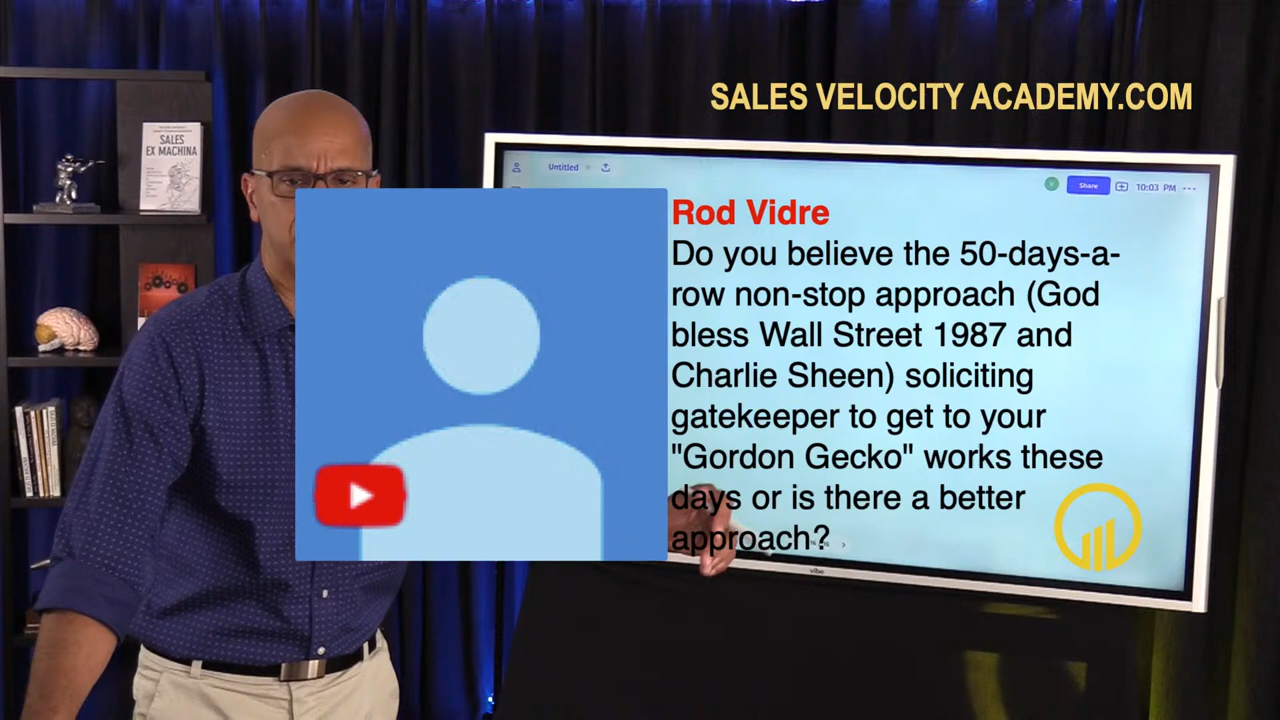 SALES VELOCITY ACADEMY.COM
SALES
EX MACHINA
Untitled
Share
10:03 PM
Rod Vidre
Do you believe the 50-days-a-
row non-stop approach (God
bless Wall Street 1987 and
Charlie Sheen) soliciting
gatekeeper to get to your
"Gordon Gecko" works these
days or is there a better
approach?
vibe